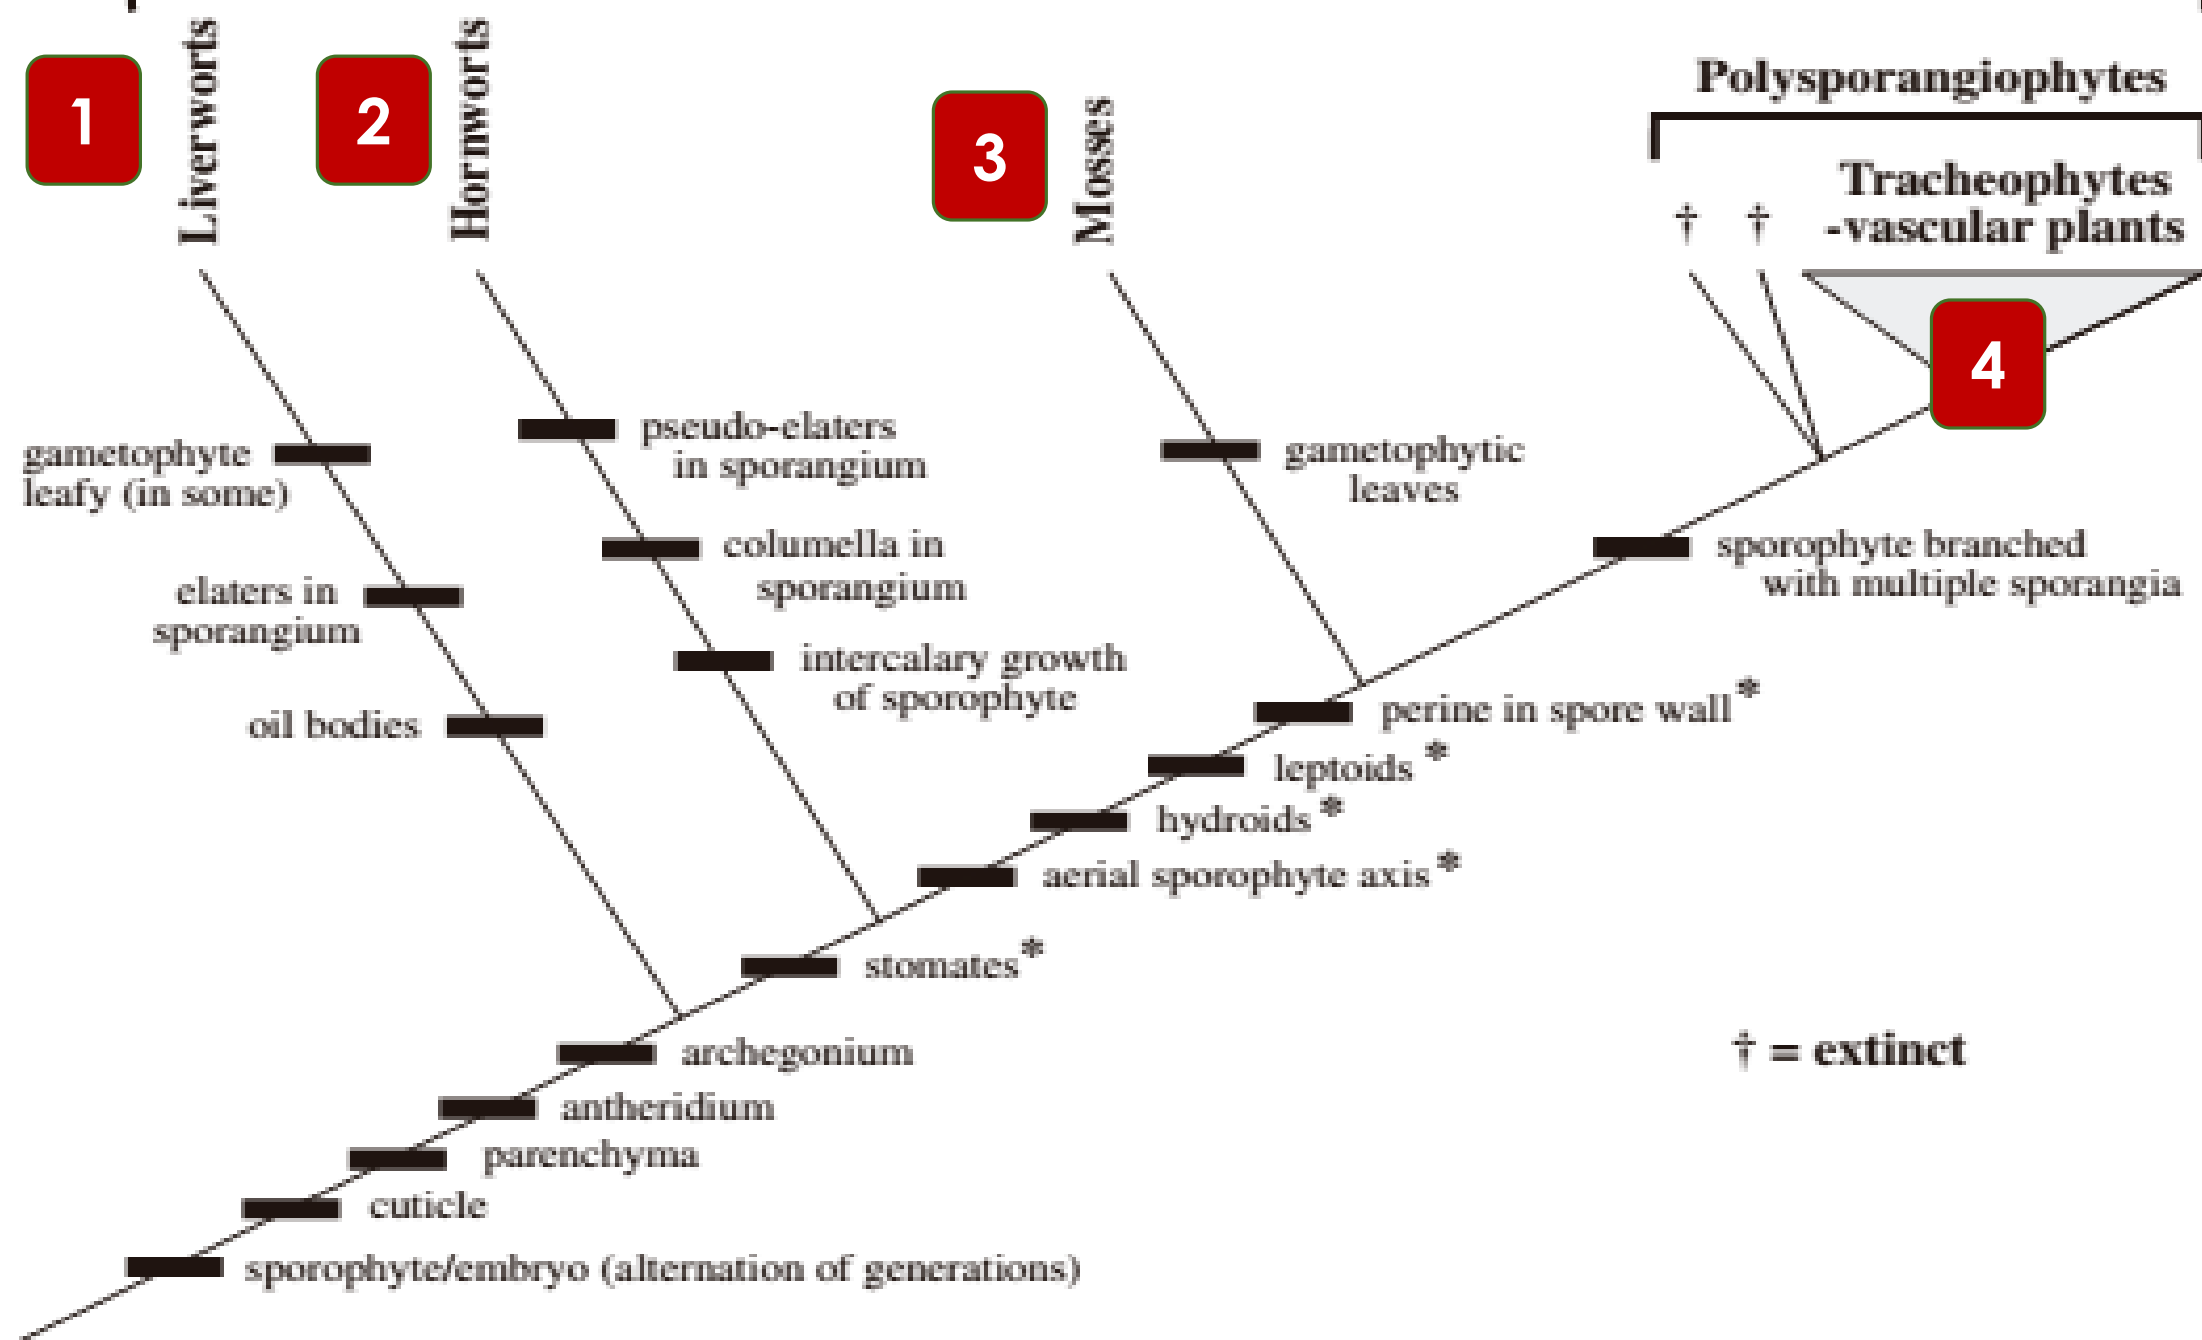 1
Liverworts
2
Hornworts
3
Mosses
Polysporangiophytes
Tracheophytes
-vascular plants
† †
4
gametophyte
leafy (in some)
elaters in
sporangium
oil bodies
pseudo-elaters
in sporangium
columella in
sporangium
intercalary growth
of sporophyte
gametophytic
leaves
sporophyte branched
with multiple sporangia
perine in spore wall*
leptoids*
hydroids*
aerial sporophyte axis*
stomates*
archegonium
antheridium
parenchyma
cuticle
sporophyte/embryo (alternation of generations)
† = extinct